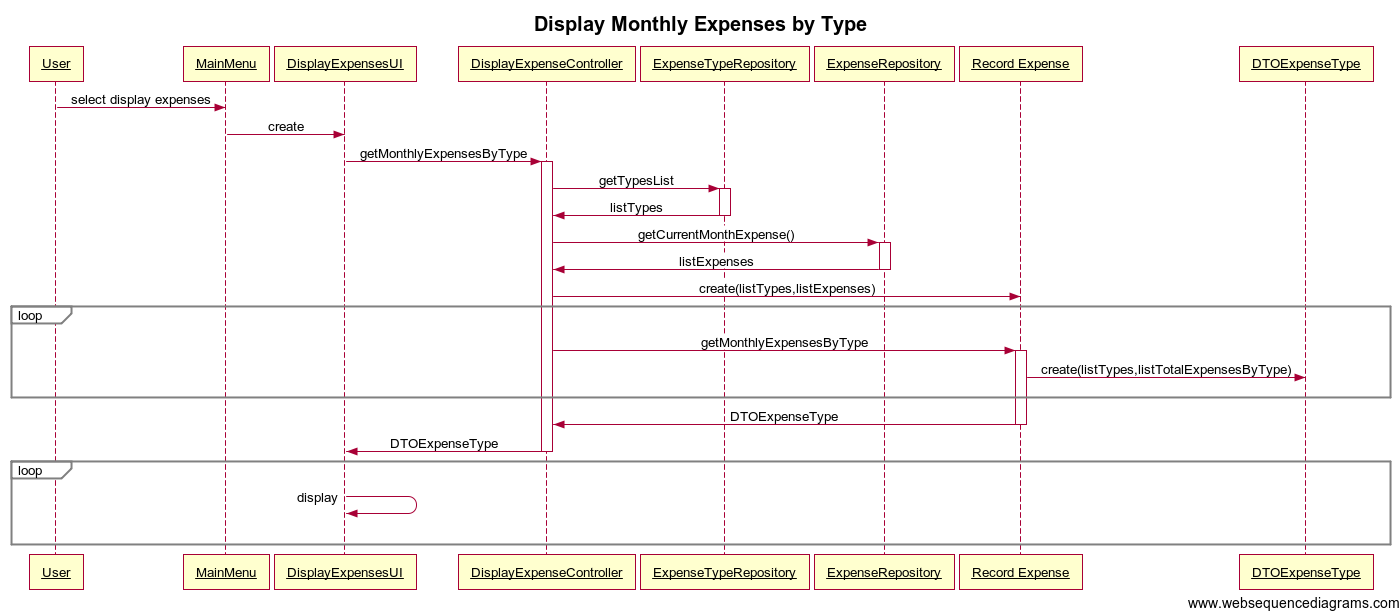 Display Monthly Expenses by Type
User MainMenu DisplayExpensesUI DisplayExpenseController ExpenseTypeRepository ExpenseRepository Record Expense DTOExpenseType
select display expenses
create
getMonthlyExpensesByType
getTypesList
listTypes
getCurrentMonthExpense()
listExpenses
create(listTypes,listExpenses)
loop
getMonthlyExpensesByType
create(listTypes,listTotalExpensesByType)
DTOExpenseType
DTOExpenseType
loop
display
User MainMenu DisplayExpensesUI DisplayExpenseController ExpenseTypeRepository ExpenseRepository Record Expense DTOExpenseType
www.websequencediagrams.com